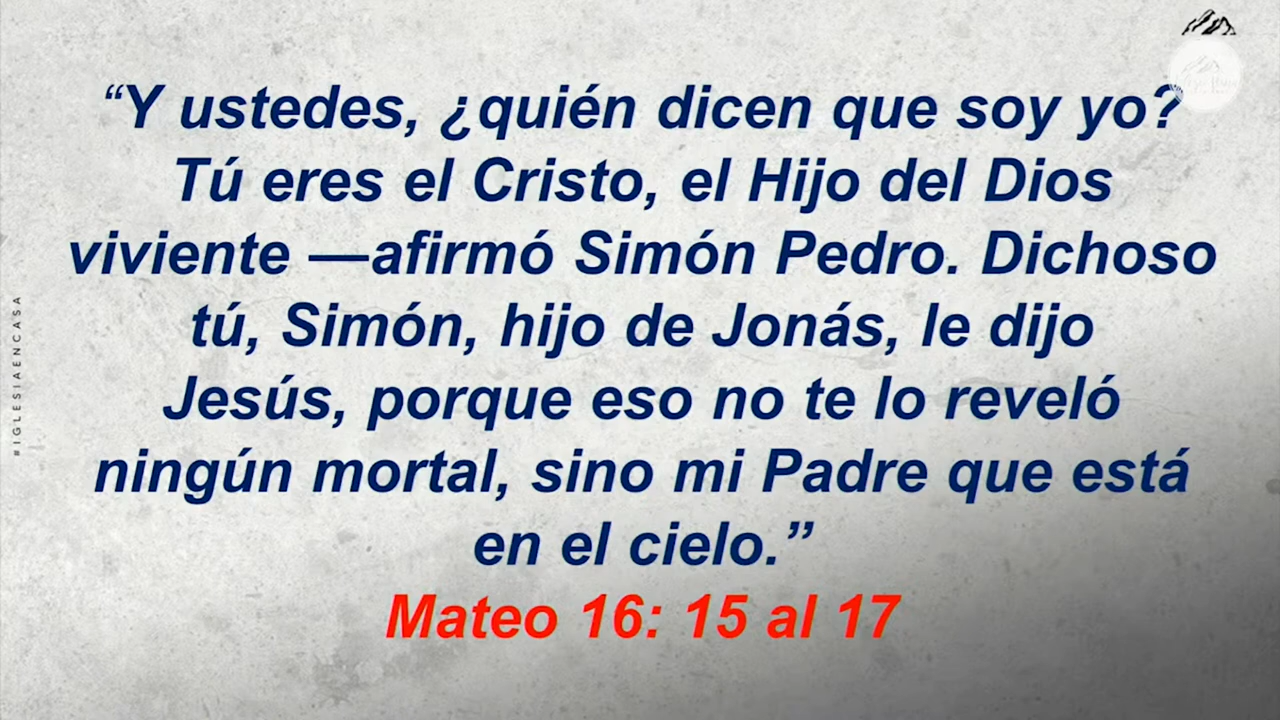 “Y ustedes, ¿quién dicen que soy yo?
Tú eres el Cristo, el Hijo del Dios
viviente —afirmó Simón Pedro. Dichoso
tú, Simón, hijo de Jonás, le dijo
Jesús, porque eso no te lo reveló
ningún mortal, sino mi Padre que está
en el cielo.”
Mateo 16: 15 al 17
#IGLESIAENCASA